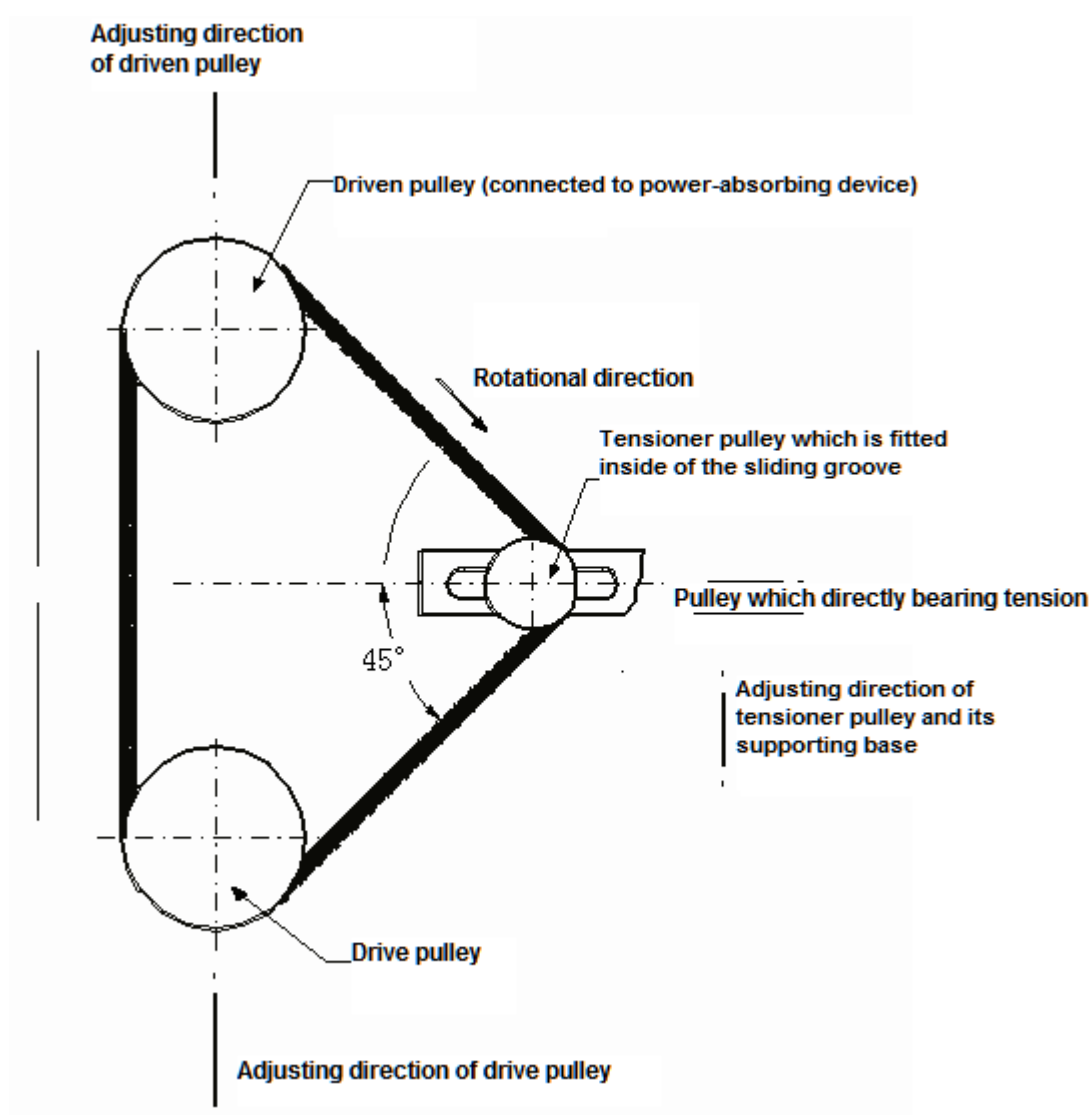 Adjusting direction
of driven pulley
Driven pulley (connected to power-absorbing device)
Rotational direction
Tensioner pulley which is fitted
inside of the sliding groove
Pulley which directly bearing tension
45°
Adjusting direction of
tensioner pulley and its
supporting base
Drive pulley
Adjusting direction of drive pulley